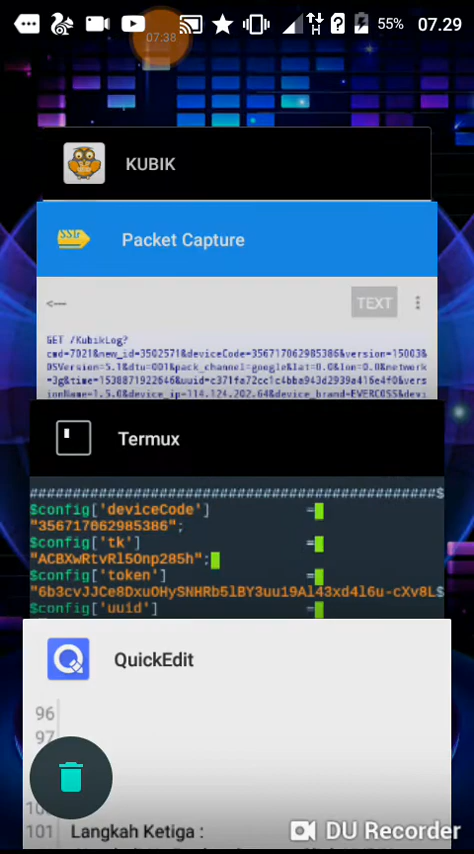 55% 07.29
07.38
KUBIK
SSL
Packet Capture
<--- TEXT
GET /KubikLog?
cmd=7021&new_id=3502571&deviceCode=356717062985386&version=15003&
OSVersion=5.1&dtu=001&pack_channel=google&lat=0.0&lon=0.0&network
=3g&time=1538871922646&uuid=c371fa72cc1c4bba943d2939a416e4f0&vers
ionName=1.5.0&device_ip=114.124.202.64&device_brand=EVERCOSS&devi
Termux
################################################$
$config['deviceCode'] =
"356717062985386";
$config['tk'] =
"ACBXwRtvRl5Onp285h";
$config['token'] =
"6b3cvJJCe8DxuOHySNHRb5lBY3uu19Al43xd4l6u-cXv8L$
$config['uuid'] =
QuickEdit
96
97
101 Langkah Ketiga :
DU Recorder